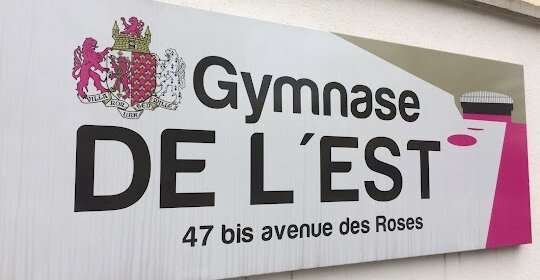 Gymnase
DE L'EST
47 bis avenue des Roses